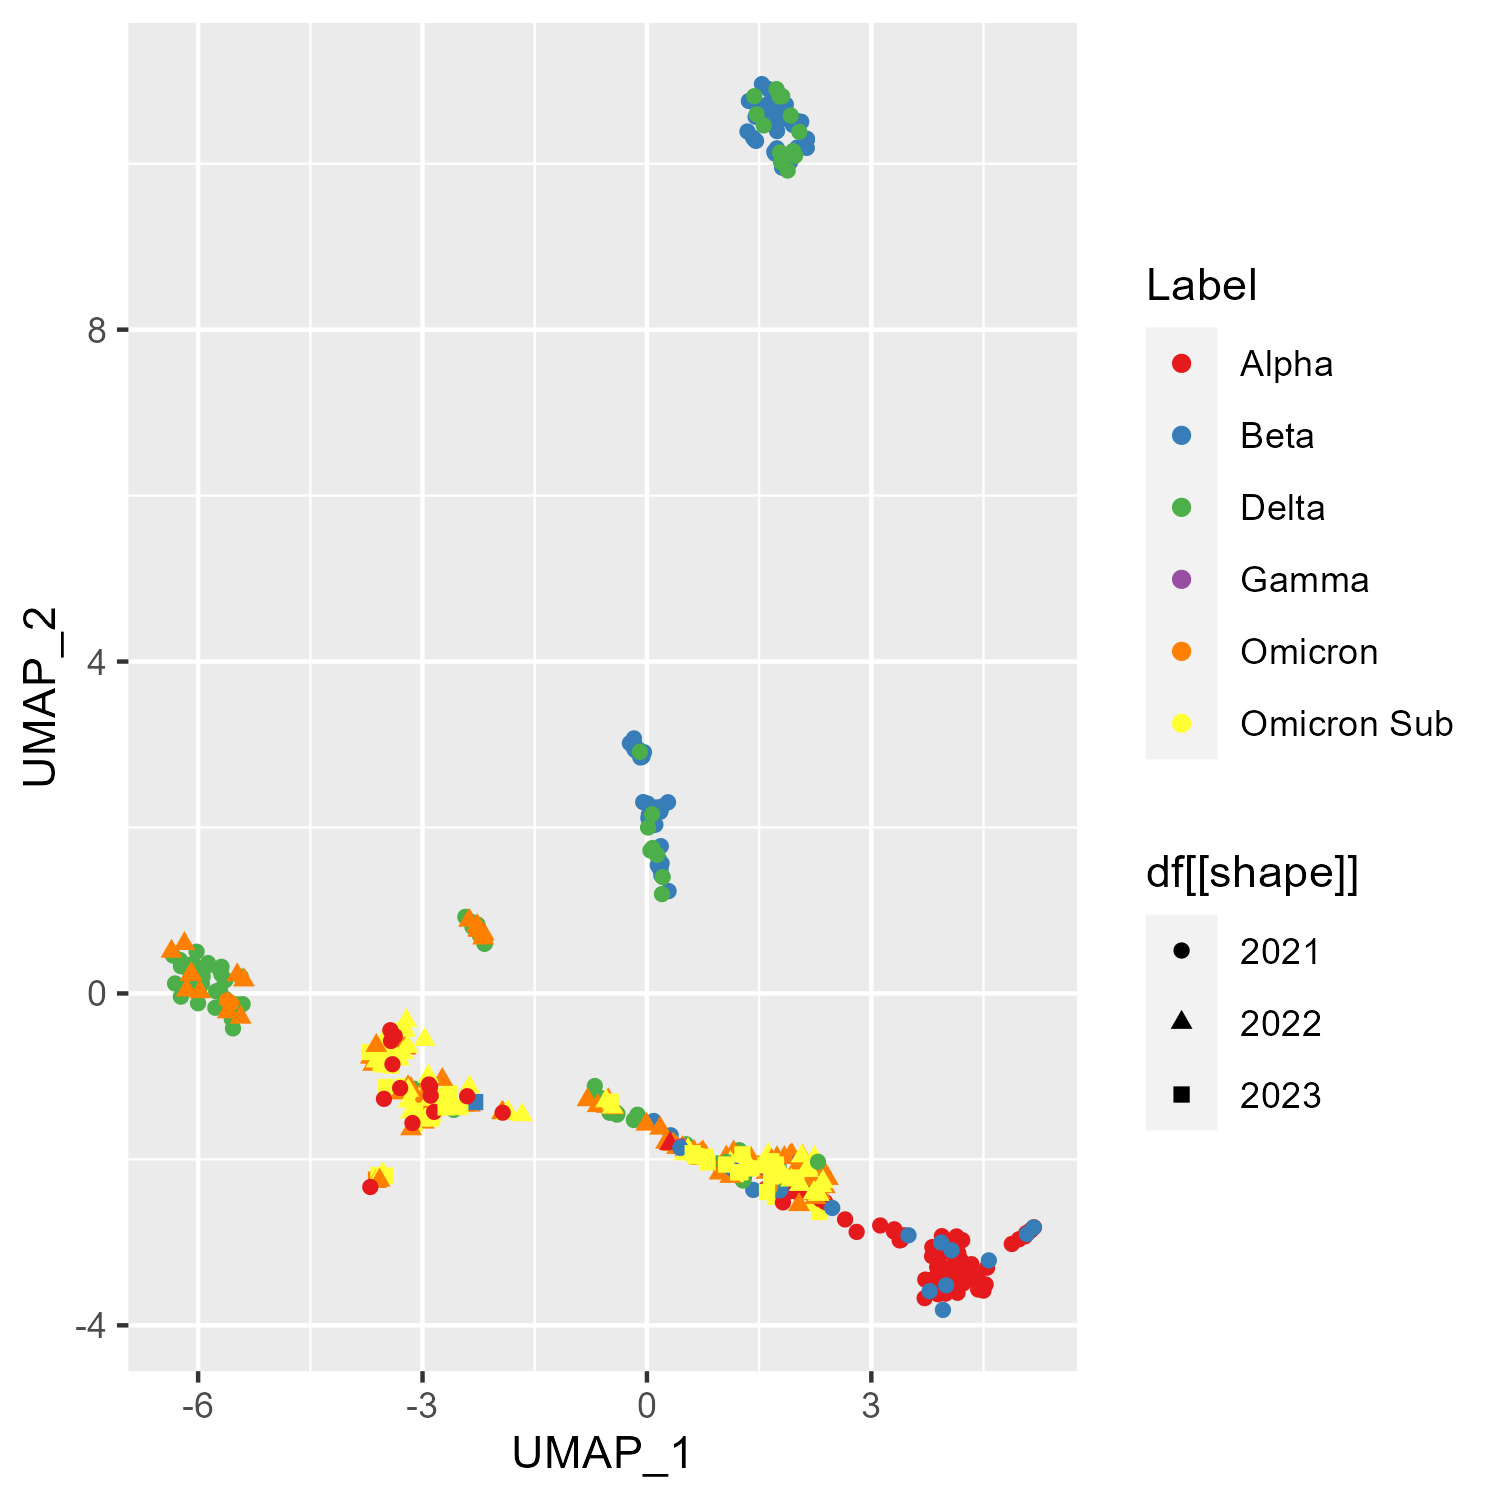 8
4
0
-4
-6
-3
0
3
UMAP_1
UMAP_2
Label
Alpha
Beta
Delta
Gamma
Omicron
Omicron Sub
df[[shape]]
2021
2022
2023